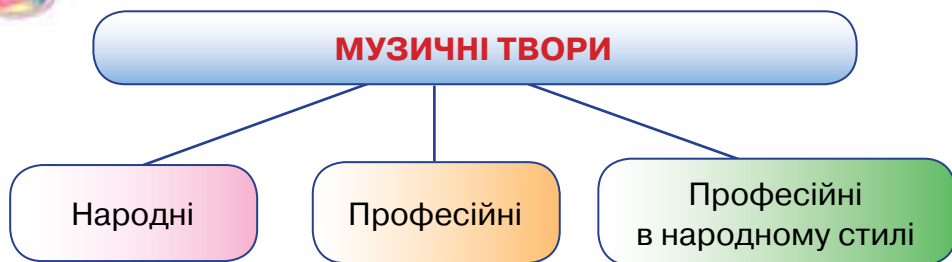 МУЗИЧНІ ТВОРИ
Народні
Професійні
Професійні
в народному стилі